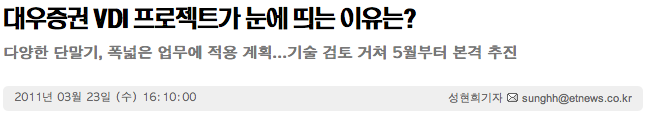 대우증권 VDI 프로젝트가 눈에 띄는 이유는?
다양한 단말기, 폭넓은 업무에 적용 계획...기술 검토 거쳐 5월부터 본격 추진
2011년 03월 23일 (수) 16:10:00 성현희기자 sunghh@etnews.co.kr